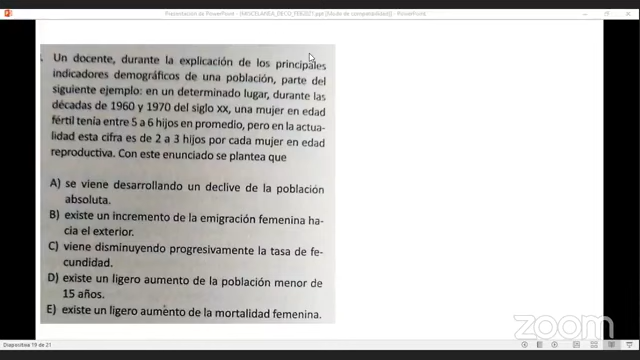 Presentación de PowerPoint - [MISCELANEA_DECO_FEB2021.ppt [Modo de compatibilidad]] - PowerPoint
Un docente, durante la explicación de los principales
indicadores demográficos de una población, parte del
siguiente ejemplo: en un determinado lugar, durante las
décadas de 1960 y 1970 del siglo XX, una mujer en edad
fértil tenía entre 5 a 6 hijos en promedio, pero en la actua-
lidad esta cifra es de 2 a 3 hijos por cada mujer en edad
reproductiva. Con este enunciado se plantea que
A) se viene desarrollando un declive de la población
absoluta.
B) existe un incremento de la emigración femenina ha-
cia el exterior.
C) viene disminuyendo progresivamente la tasa de fe-
cundidad.
D) existe un ligero aumento de la población menor de
15 años.
E) existe un ligero aumento de la mortalidad femenina.
zoom
Diapositiva 19 de 21